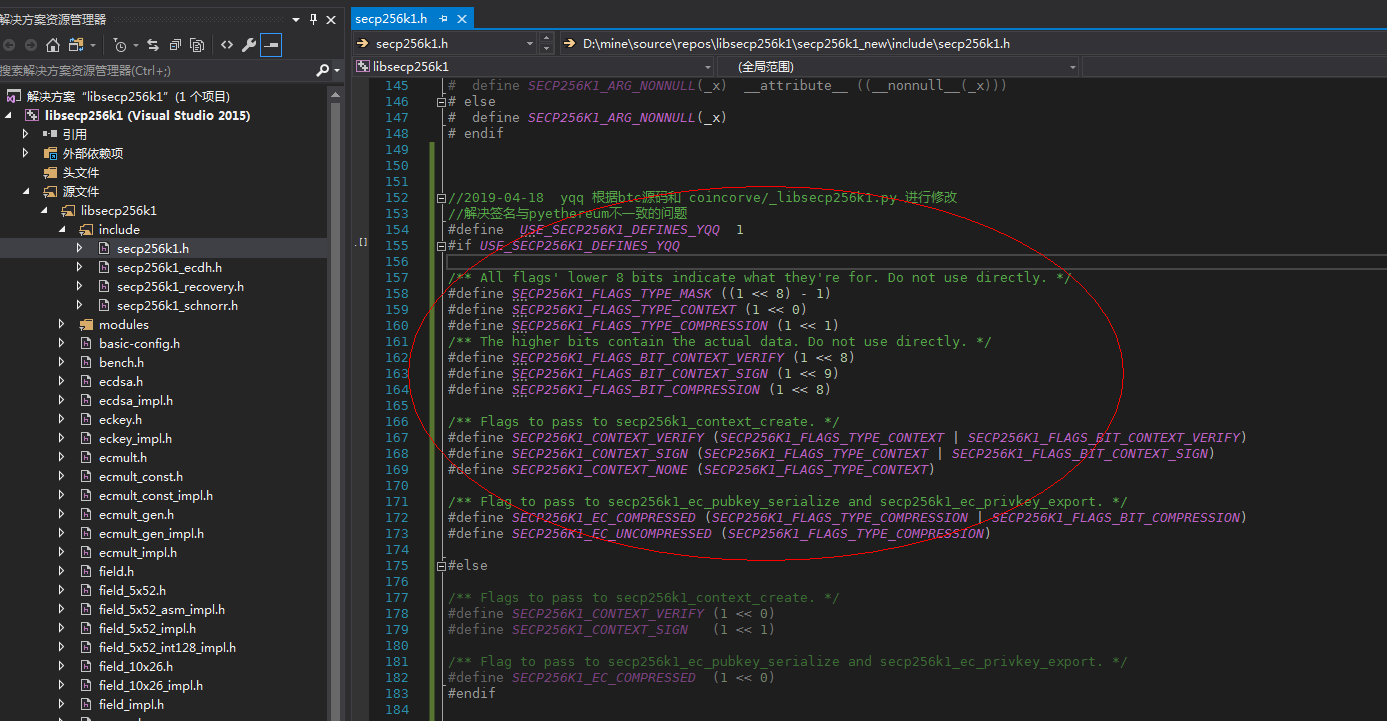 解决方案资源管理器
搜索解决方案资源管理器(Ctrl+;)
解决方案“libsecp256k1”(1 个项目)
libsecp256k1 (Visual Studio 2015)
引用
外部依赖项
头文件
源文件
libsecp256k1
include
secp256k1.h
secp256k1_ecdh.h
secp256k1_recovery.h
secp256k1_schnorr.h
modules
basic-config.h
bench.h
ecdsa.h
ecdsa_impl.h
eckey.h
eckey_impl.h
ecmult.h
ecmult_const.h
ecmult_const_impl.h
ecmult_gen.h
ecmult_gen_impl.h
ecmult_impl.h
field.h
field_5x52.h
field_5x52_asm_impl.h
field_5x52_impl.h
field_5x52_int128_impl.h
field_10x26.h
field_10x26_impl.h
field_impl.h
secp256k1.h
secp256k1.h
D:\mine\source\repos\libsecp256k1\secp256k1_new\include\secp256k1.h
libsecp256k1
(全局范围)
145 #  define SECP256K1_ARG_NONNULL(_x)  __attribute__ ((__nonnull__(_x)))
146 # else
147 #  define SECP256K1_ARG_NONNULL(_x)
148 # endif
149
150
151
152 //2019-04-18  yqq 根据btc源码和 coincorve/_libsecp256k1.py 进行修改
153 //解决签名与pyethereum不一致的问题
154 #define  USE_SECP256K1_DEFINES_YQQ  1
155 #if USE_SECP256K1_DEFINES_YQQ
156
157 /** All flags' lower 8 bits indicate what they're for. Do not use directly. */
158 #define SECP256K1_FLAGS_TYPE_MASK ((1 << 8) - 1)
159 #define SECP256K1_FLAGS_TYPE_CONTEXT (1 << 0)
160 #define SECP256K1_FLAGS_TYPE_COMPRESSION (1 << 1)
161 /** The higher bits contain the actual data. Do not use directly. */
162 #define SECP256K1_FLAGS_BIT_CONTEXT_VERIFY (1 << 8)
163 #define SECP256K1_FLAGS_BIT_CONTEXT_SIGN (1 << 9)
164 #define SECP256K1_FLAGS_BIT_COMPRESSION (1 << 8)
165
166 /** Flags to pass to secp256k1_context_create. */
167 #define SECP256K1_CONTEXT_VERIFY (SECP256K1_FLAGS_TYPE_CONTEXT | SECP256K1_FLAGS_BIT_CONTEXT_VERIFY)
168 #define SECP256K1_CONTEXT_SIGN (SECP256K1_FLAGS_TYPE_CONTEXT | SECP256K1_FLAGS_BIT_CONTEXT_SIGN)
169 #define SECP256K1_CONTEXT_NONE (SECP256K1_FLAGS_TYPE_CONTEXT)
170
171 /** Flag to pass to secp256k1_ec_pubkey_serialize and secp256k1_ec_privkey_export. */
172 #define SECP256K1_EC_COMPRESSED (SECP256K1_FLAGS_TYPE_COMPRESSION | SECP256K1_FLAGS_BIT_COMPRESSION)
173 #define SECP256K1_EC_UNCOMPRESSED (SECP256K1_FLAGS_TYPE_COMPRESSION)
174
175 #else
176
177 /** Flags to pass to secp256k1_context_create. */
178 #define SECP256K1_CONTEXT_VERIFY (1 << 0)
179 #define SECP256K1_CONTEXT_SIGN   (1 << 1)
180
181 /** Flag to pass to secp256k1_ec_pubkey_serialize and secp256k1_ec_privkey_export. */
182 #define SECP256K1_EC_COMPRESSED  (1 << 0)
183 #endif
184